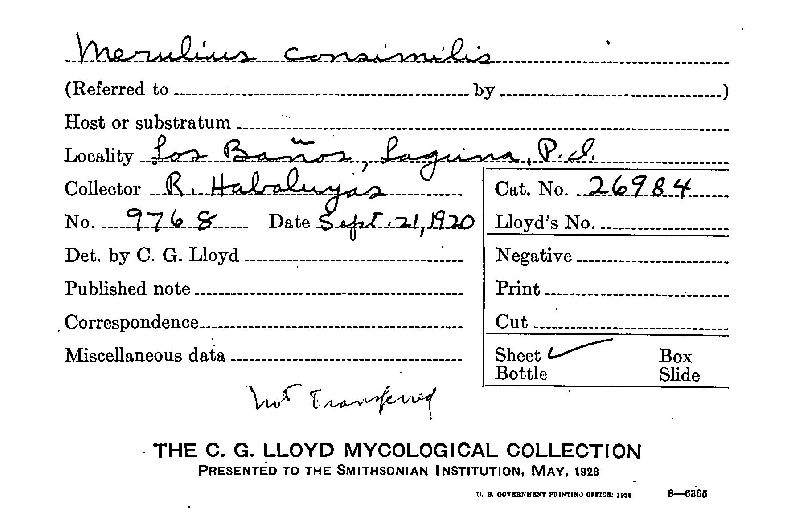 Merulius consimilis
(Referred to by )
Host or substratum
Locality Los Baños, Laguna, P.I.
Collector R. Habaluyas Cat. No. 26984
No. 9768 Date Sept. 21, 1920 Lloyd's No.
Det. by C. G. Lloyd Negative
Published note Print
Correspondence Cut
Miscellaneous data Sheet ✓ Box
Bottle Slide
Not Transferred
THE C. G. LLOYD MYCOLOGICAL COLLECTION
PRESENTED TO THE SMITHSONIAN INSTITUTION, MAY, 1928
U. S. GOVERNMENT PRINTING OFFICE: 1928